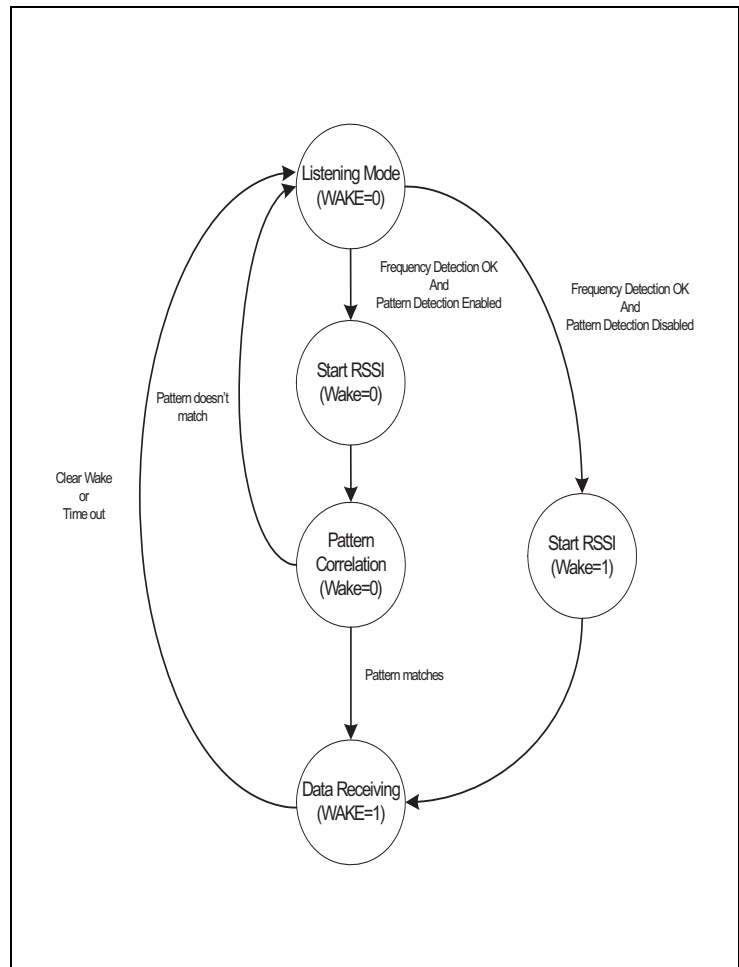 Listening Mode
(WAKE=0)
Frequency Detection OK
And
Pattern Detection Enabled
Frequency Detection OK
And
Pattern Detection Disabled
Start RSSI
(Wake=0)
Pattern doesn't
match
Clear Wake
or
Time out
Pattern
Correlation
(Wake=0)
Start RSSI
(Wake=1)
Pattern matches
Data Receiving
(WAKE=1)